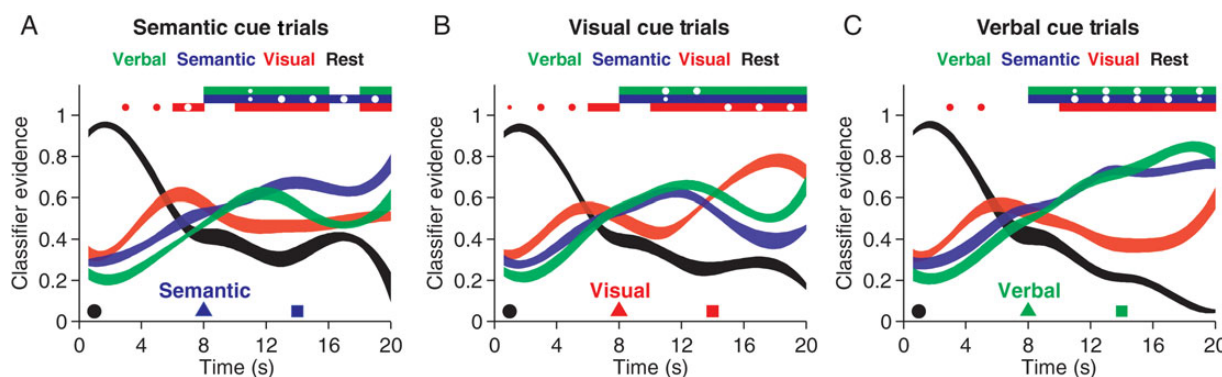 A Semantic cue trials
Verbal Semantic Visual Rest
Classifier evidence
1
0.8
0.6
0.4
0.2
0
Semantic
0 4 8 12 16 20
Time (s)
B Visual cue trials
Verbal Semantic Visual Rest
Classifier evidence
1
0.8
0.6
0.4
0.2
0
Visual
0 4 8 12 16 20
Time (s)
C Verbal cue trials
Verbal Semantic Visual Rest
Classifier evidence
1
0.8
0.6
0.4
0.2
0
Verbal
0 4 8 12 16 20
Time (s)